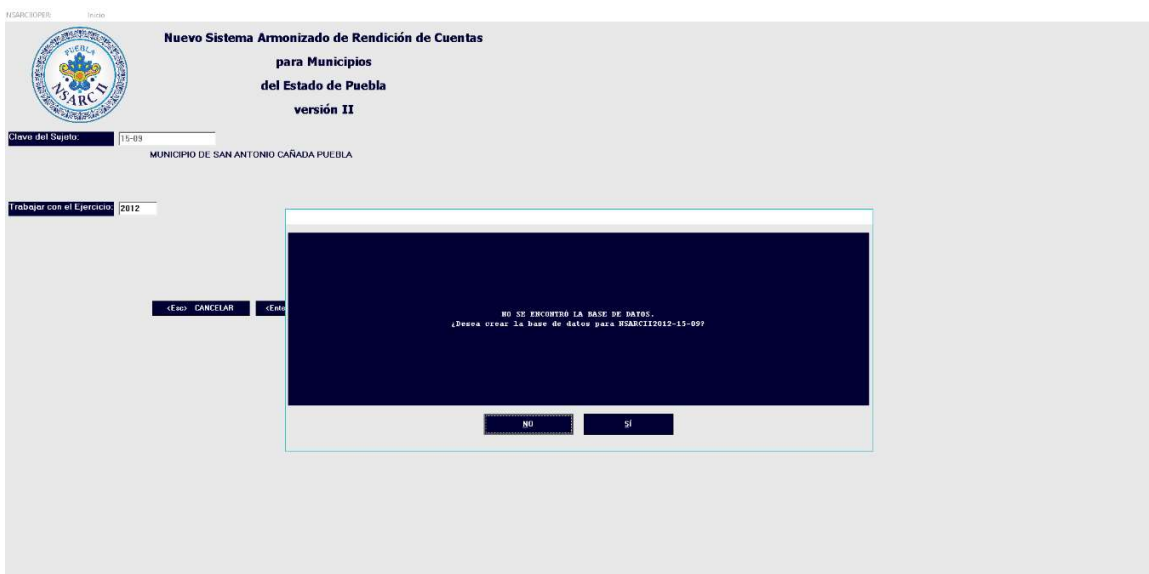 NSARCIIOPER: Inicio
Nuevo Sistema Armonizado de Rendición de Cuentas
para Municipios
del Estado de Puebla
versión II
PUEBLA
NSARC II
Clave del Sujeto: 15-09
MUNICIPIO DE SAN ANTONIO CAÑADA PUEBLA
Trabajar con el Ejercicio: 2012
<Esc> CANCELAR <Ente
NO SE ENCONTRÓ LA BASE DE DATOS.
¿Desea crear la base de datos para NSARCII2012-15-09?
NO SÍ